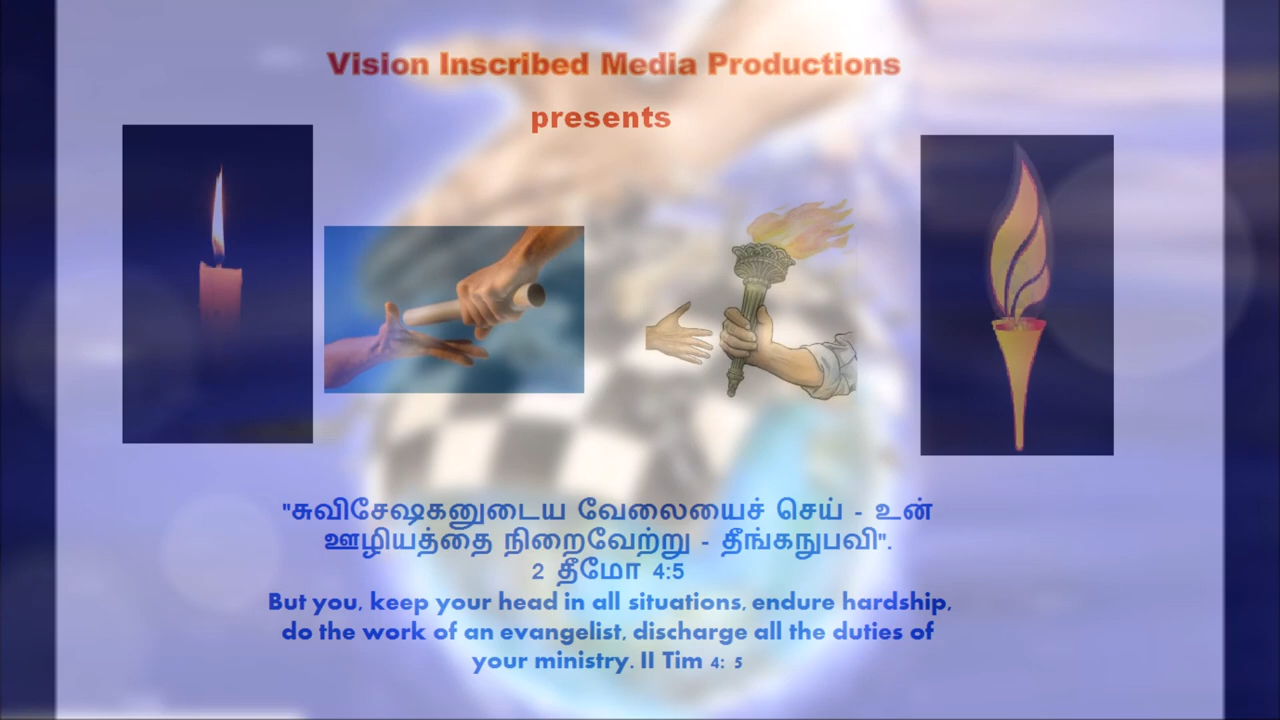 Vision Inscribed Media Productions
presents
"சுவிசேஷகனுடைய வேலையைச் செய் - உன்
ஊழியத்தை நிறைவேற்று - தீங்கநுபவி".
2 தீமோ 4:5
But you, keep your head in all situations, endure hardship,
do the work of an evangelist, discharge all the duties of
your ministry. II Tim 4: 5